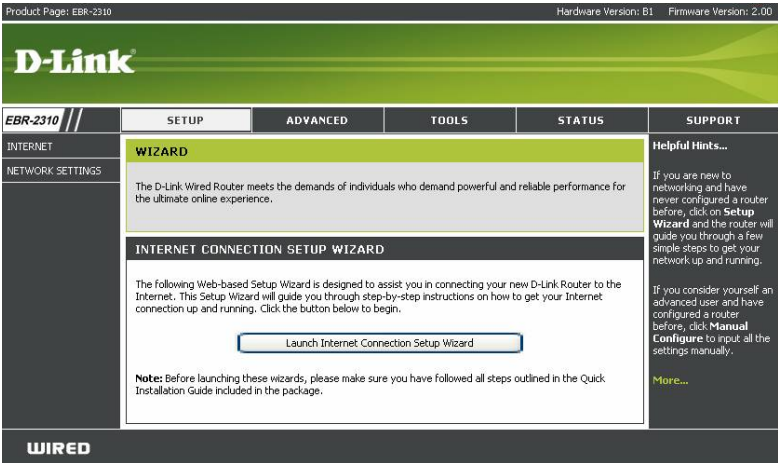 Product Page: EBR-2310
Hardware Version: B1 Firmware Version: 2.00
D-Link
EBR-2310
SETUP
ADVANCED
TOOLS
STATUS
SUPPORT
INTERNET
NETWORK SETTINGS
WIZARD
The D-Link Wired Router meets the demands of individuals who demand powerful and reliable performance for
the ultimate online experience.
INTERNET CONNECTION SETUP WIZARD
The following Web-based Setup Wizard is designed to assist you in connecting your new D-Link Router to the
Internet. This Setup Wizard will guide you through step-by-step instructions on how to get your Internet
connection up and running. Click the button below to begin.
Launch Internet Connection Setup Wizard
Note: Before launching these wizards, please make sure you have followed all steps outlined in the Quick
Installation Guide included in the package.
Helpful Hints...
If you are new to
networking and have
never configured a router
before, click on Setup
Wizard and the router will
guide you through a few
simple steps to get your
network up and running.
If you consider yourself an
advanced user and have
configured a router
before, click Manual
Configure to input all the
settings manually.
More...
WIRED